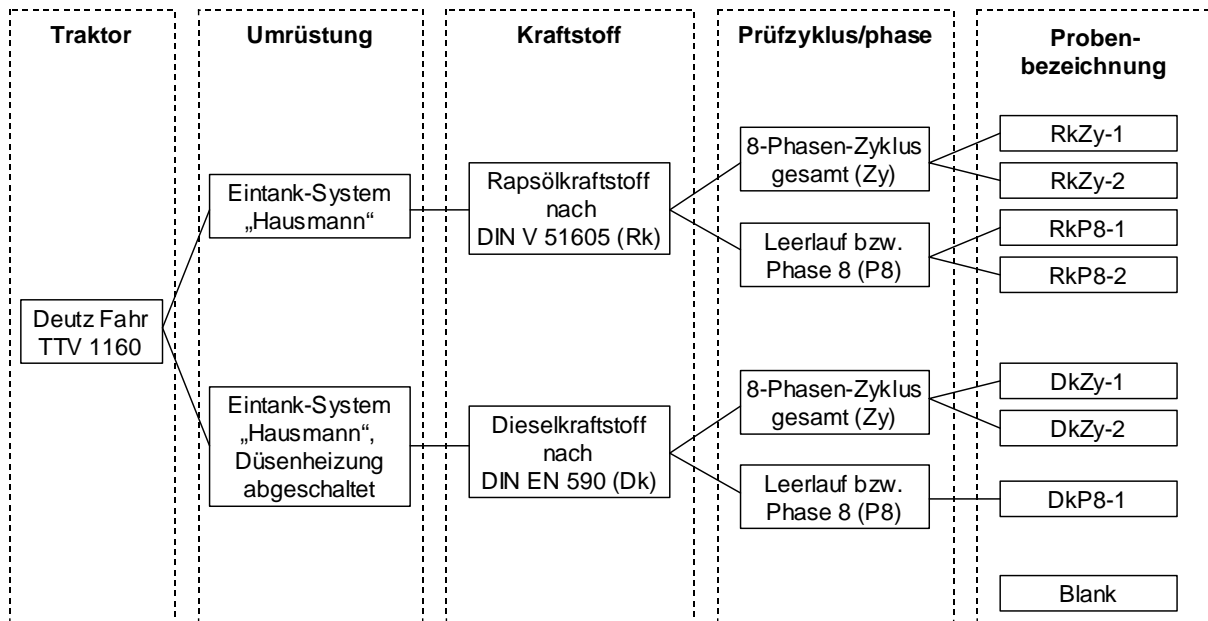 Traktor
Umrüstung
Kraftstoff
Prüfzyklus/phase
Proben-
bezeichnung
Deutz Fahr
TTV 1160
Eintank-System
„Hausmann“
Eintank-System
„Hausmann“,
Düsenheizung
abgeschaltet
Rapsölkraftstoff
nach
DIN V 51605 (Rk)
Dieselkraftstoff
nach
DIN EN 590 (Dk)
8-Phasen-Zyklus
gesamt (Zy)
Leerlauf bzw.
Phase 8 (P8)
8-Phasen-Zyklus
gesamt (Zy)
Leerlauf bzw.
Phase 8 (P8)
RkZy-1
RkZy-2
RkP8-1
RkP8-2
DkZy-1
DkZy-2
DkP8-1
Blank